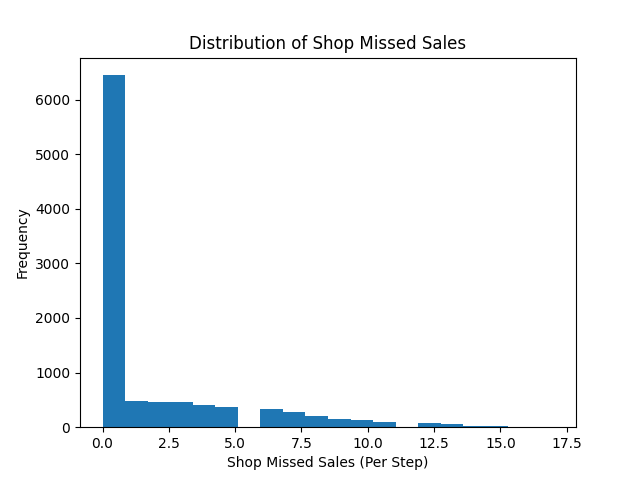 Distribution of Shop Missed Sales
6000
5000
4000
3000
2000
1000
0
Frequency
0.0 2.5 5.0 7.5 10.0 12.5 15.0 17.5
Shop Missed Sales (Per Step)